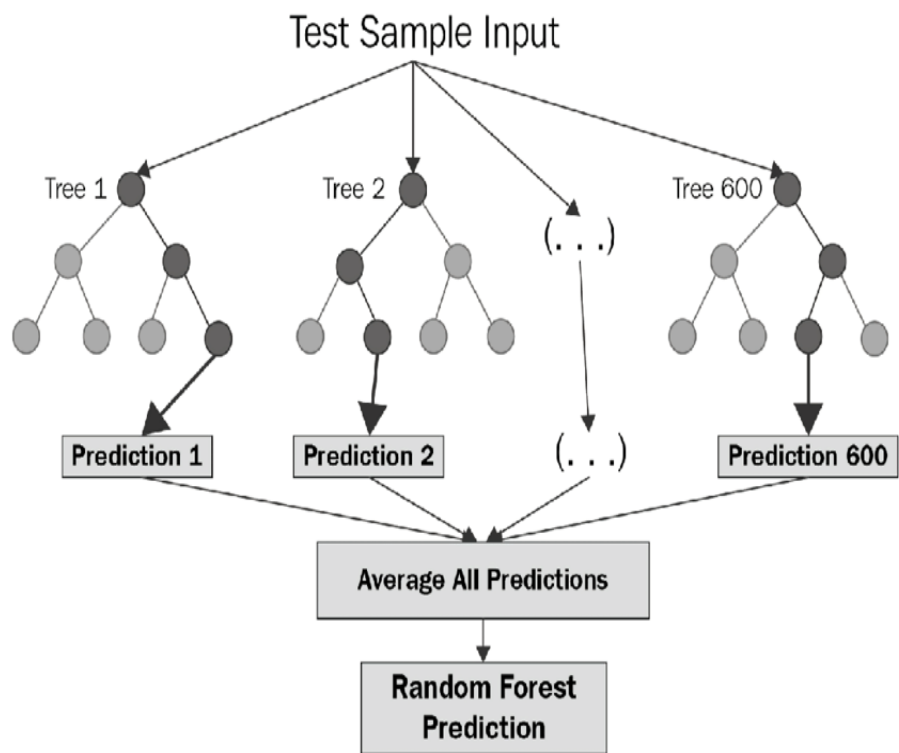 Test Sample Input
Tree 1
Tree 2
Tree 600
(. . .)
Prediction 1
Prediction 2
(. . .)
Prediction 600
Average All Predictions
Random Forest
Prediction